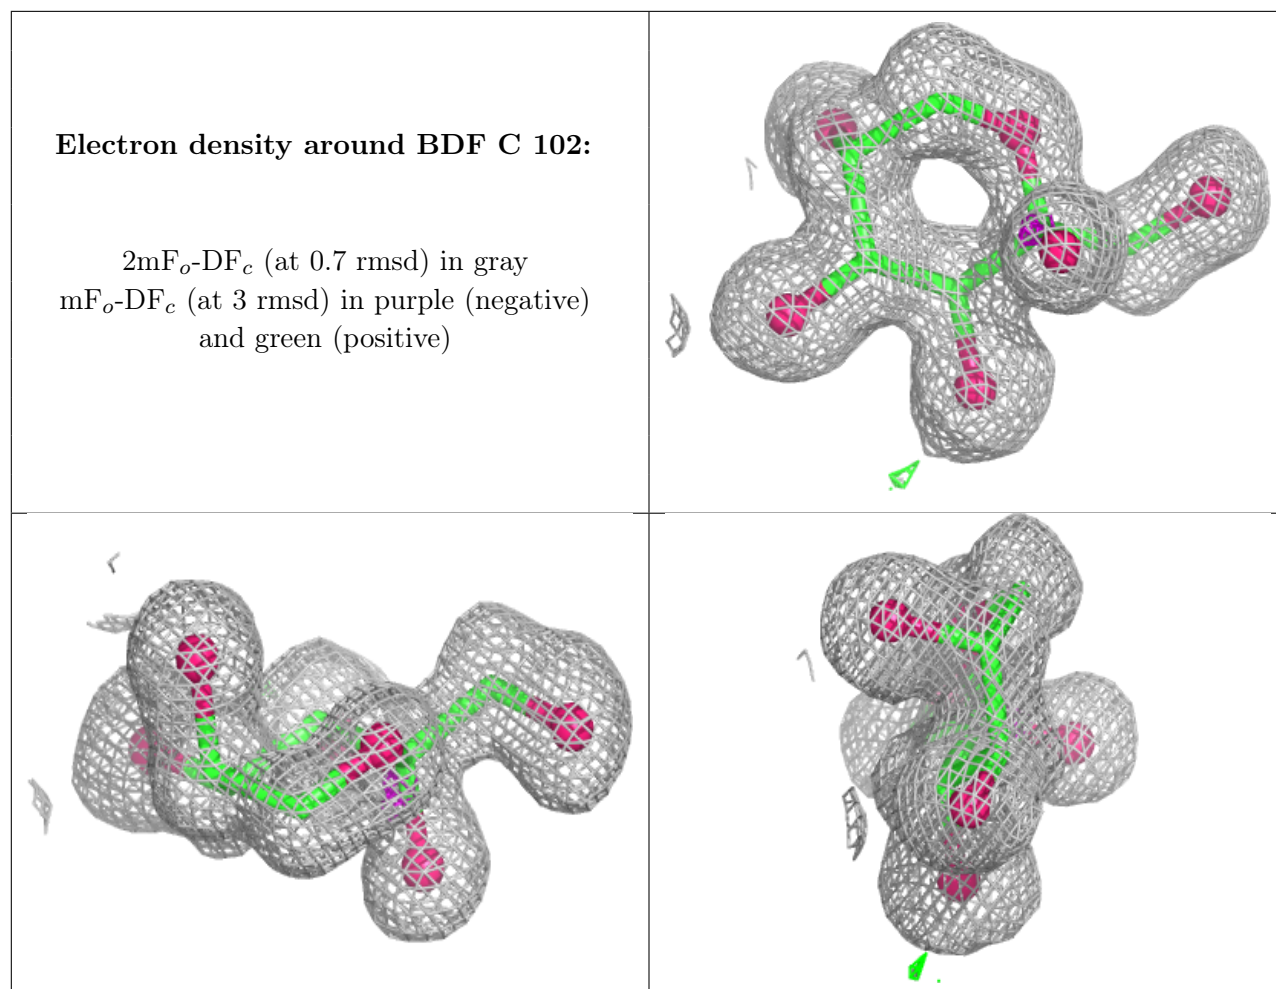 Electron density around BDF C 102:
2mFo-DFc (at 0.7 rmsd) in gray
mFo-DFc (at 3 rmsd) in purple (negative)
and green (positive)